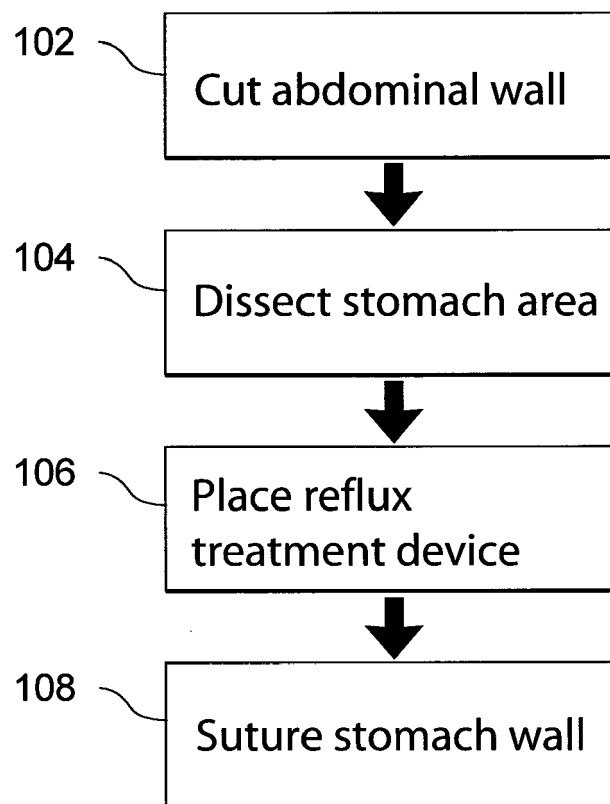 102
Cut abdominal wall
104
Dissect stomach area
106
Place reflux
treatment device
108
Suture stomach wall